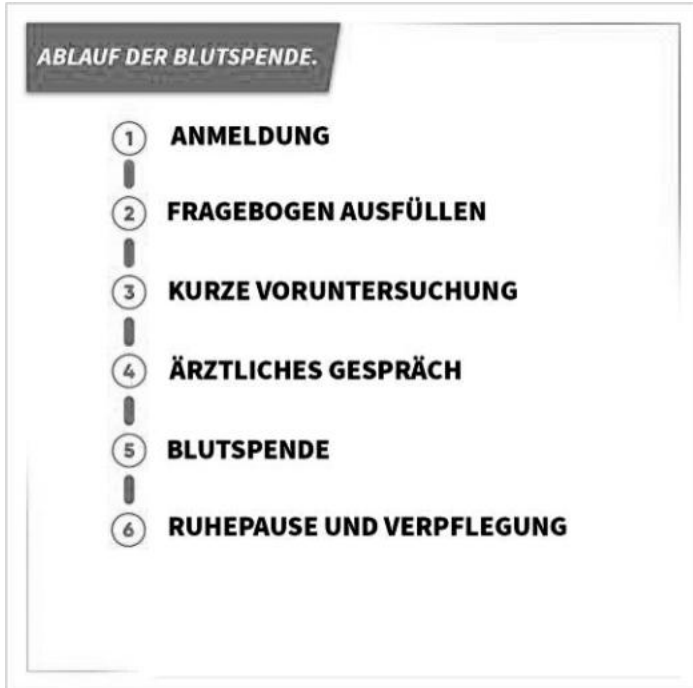 ABLAUF DER BLUTSPENDE.
1 ANMELDUNG
2 FRAGEBOGEN AUSFÜLLEN
3 KURZE VORUNTERSUCHUNG
4 ÄRZTLICHES GESPRÄCH
5 BLUTSPENDE
6 RUHEPAUSE UND VERPFLEGUNG